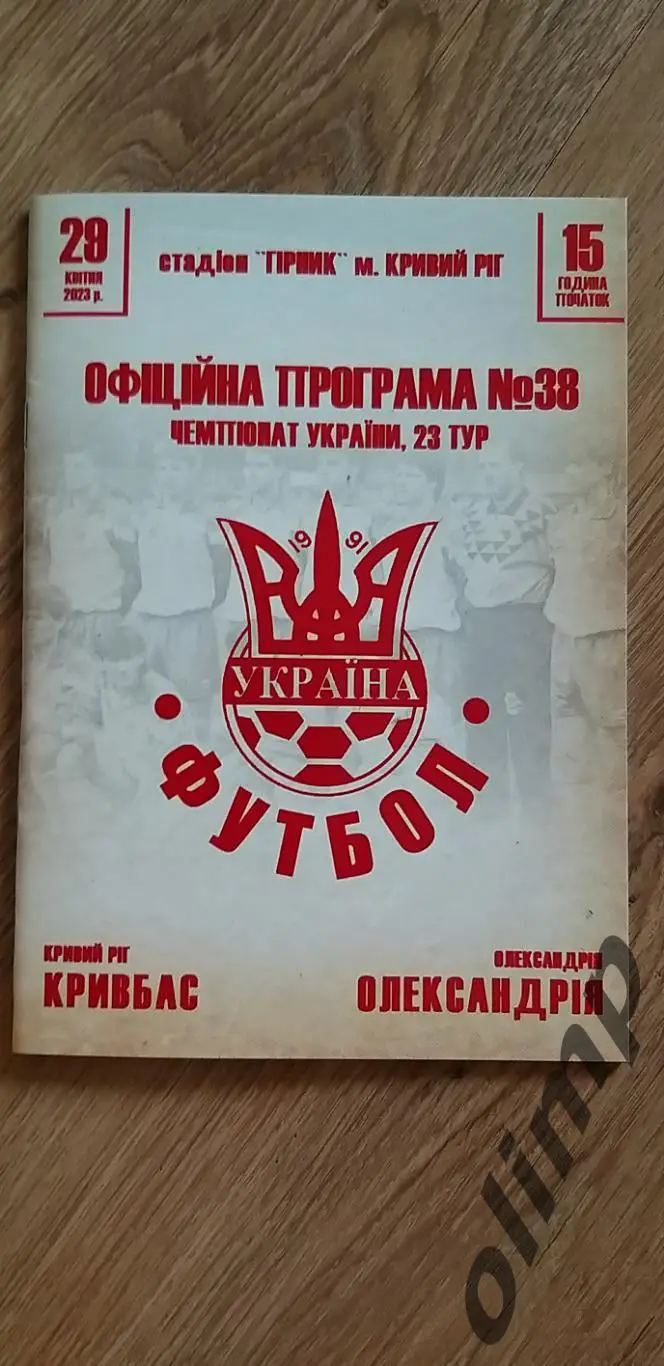 29
КВІТНЯ
2023 р.
стадіон "ГІРНИК" м. КРИВИЙ РІГ
15
ГОДИНА
ПОЧАТОК
ОФІЦІЙНА ПРОГРАМА №38
ЧЕМПІОНАТ УКРАЇНИ, 23 ТУР
19 91
УКРАЇНА
• ФУТБОЛ •
КРИВИЙ РІГ
КРИВБАС
ОЛЕКСАНДРІЯ
ОЛЕКСАНДРІЯ
olimp